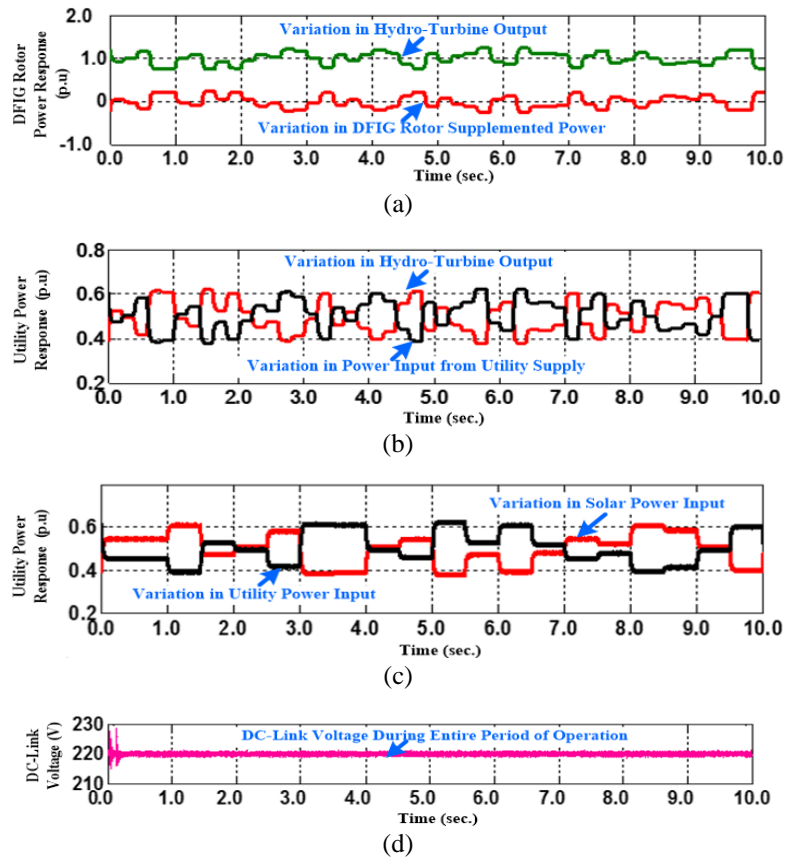 2.0
Variation in Hydro-Turbine Output
1.0
0
Variation in DFIG Rotor Supplemented Power
-1.0
DFIG Rotor
Power Response
(p.u)
0.0 1.0 2.0 3.0 4.0 5.0 6.0 7.0 8.0 9.0 10.0
Time (sec.)
(a)
0.8
Variation in Hydro-Turbine Output
0.6
0.4
Variation in Power Input from Utility Supply
0.2
Utility Power
Response (p.u)
0.0 1.0 2.0 3.0 4.0 5.0 6.0 7.0 8.0 9.0 10.0
Time (sec.)
(b)
Variation in Solar Power Input
0.6
0.4
Variation in Utility Power Input
0.2
Utility Power
Response (p.u)
0.0 1.0 2.0 3.0 4.0 5.0 6.0 7.0 8.0 9.0 10.0
Time (sec.)
(c)
230
DC-Link Voltage During Entire Period of Operation
220
210
DC-Link
Voltage (V)
0.0 1.0 2.0 3.0 4.0 5.0 6.0 7.0 8.0 9.0 10.0
Time (sec.)
(d)